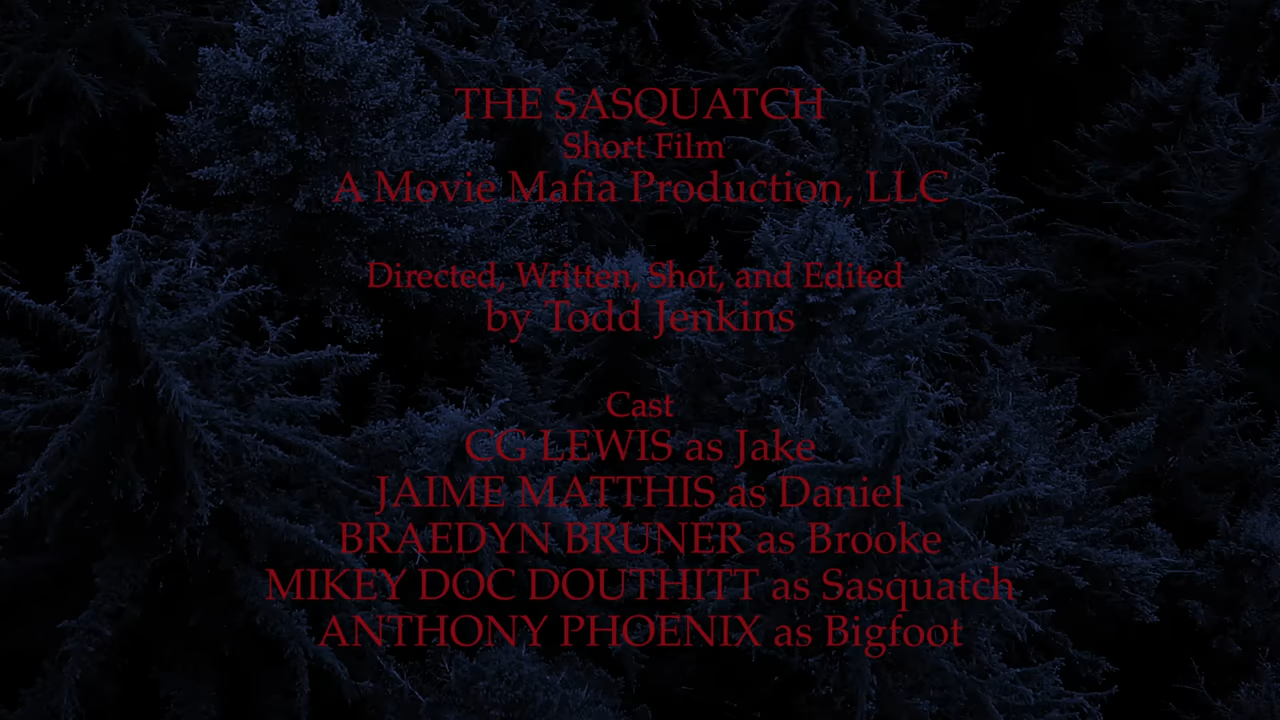 THE SASQUATCH
Short Film
A Movie Mafia Production, LLC
Directed, Written, Shot, and Edited
by Todd Jenkins
Cast
CG LEWIS as Jake
JAIME MATTHIS as Daniel
BRAEDYN BRUNER as Brooke
MIKEY DOC DOUTHITT as Sasquatch
ANTHONY PHOENIX as Bigfoot